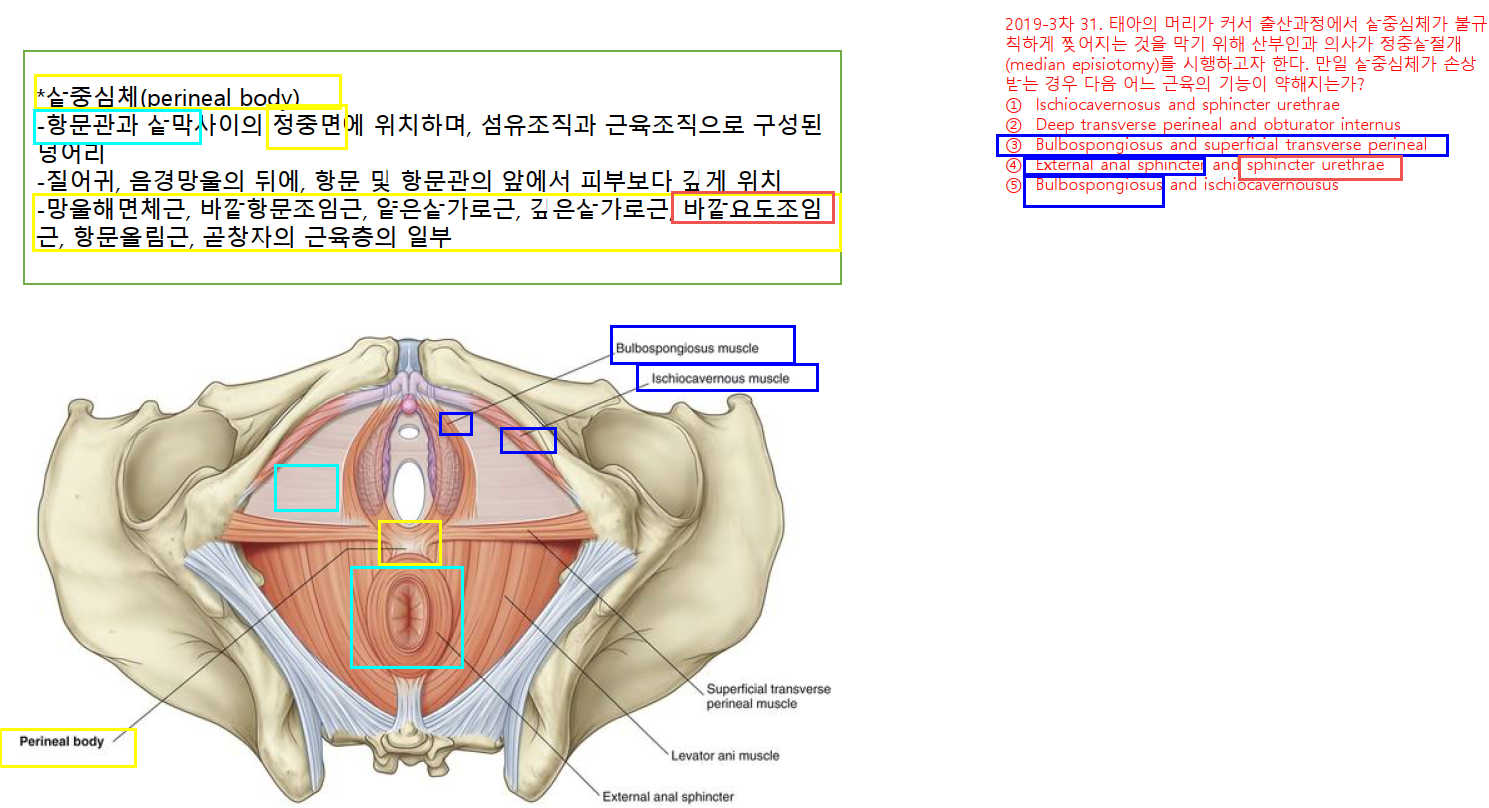 *샅중심체(perineal body)
-항문관과 샅막사이의 정중면에 위치하며, 섬유조직과 근육조직으로 구성된
덩어리
-질어귀, 음경망울의 뒤에, 항문 및 항문관의 앞에서 피부보다 깊게 위치
-망울해면체근, 바깥항문조임근, 얕은샅가로근, 깊은샅가로근, 바깥요도조임
근, 항문올림근, 곧창자의 근육층의 일부
2019-3차 31. 태아의 머리가 커서 출산과정에서 샅중심체가 불규
칙하게 찢어지는 것을 막기 위해 산부인과 의사가 정중샅절개
(median episiotomy)를 시행하고자 한다. 만일 샅중심체가 손상
받는 경우 다음 어느 근육의 기능이 약해지는가?
① Ischiocavernosus and sphincter urethrae
② Deep transverse perineal and obturator internus
③ Bulbospongiosus and superficial transverse perineal
④ External anal sphincter and sphincter urethrae
⑤ Bulbospongiosus and ischiocavernousus
Bulbospongiosus muscle
Ischiocavernous muscle
Superficial transverse
perineal muscle
Perineal body
Levator ani muscle
External anal sphincter